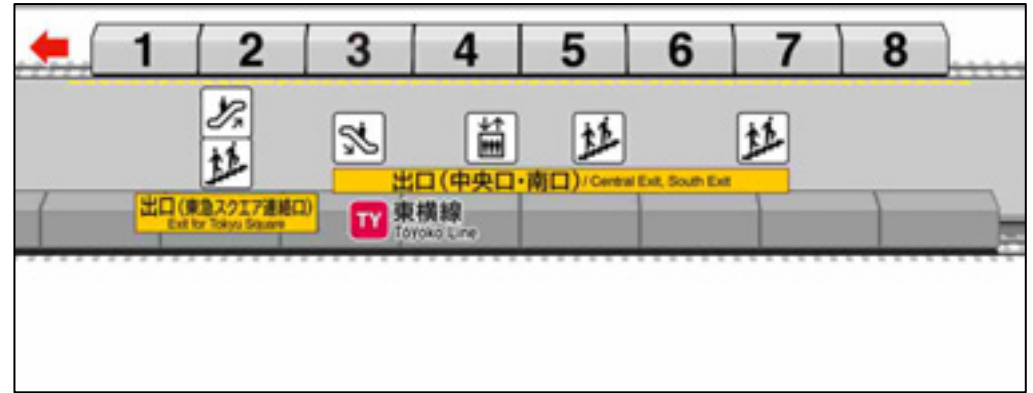 1 2 3 4 5 6 7 8
出口(中央口・南口)/Central Exit, South Exit
出口(東急スクエア連絡口)
Exit for Tokyu Square
TY 東横線
Toyoko Line